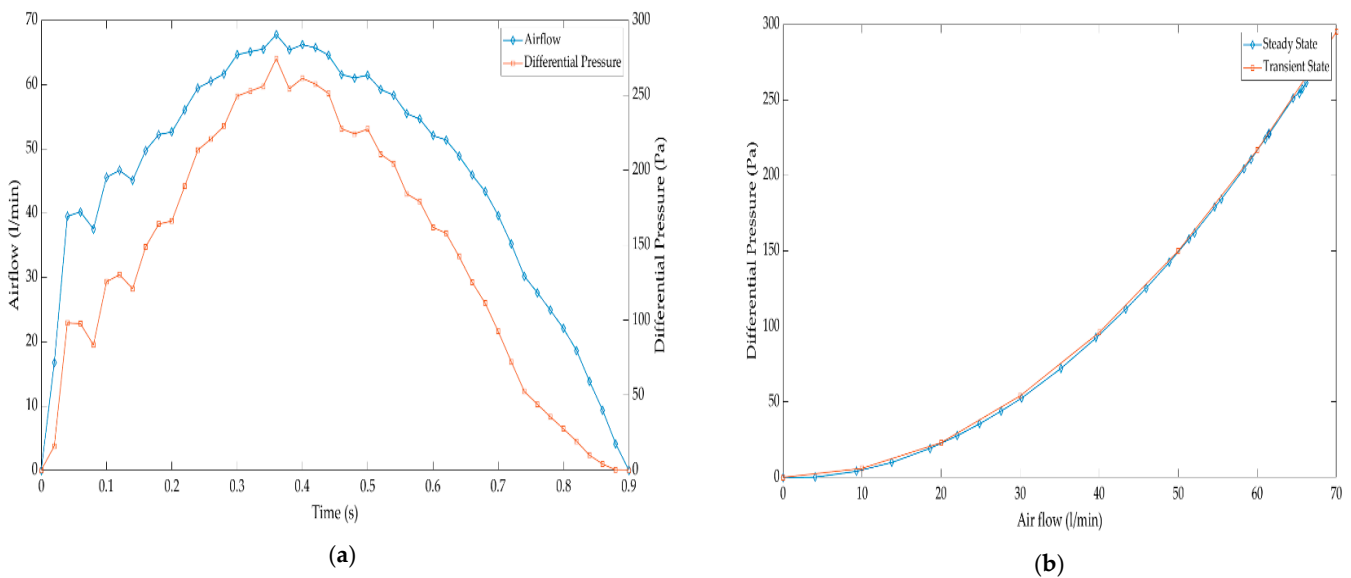 70
60
50
40
30
20
10
0
Airflow (l/min)
300
250
200
150
100
50
0
Differential Pressure (Pa)
Airflow
Differential Pressure
0 0.1 0.2 0.3 0.4 0.5 0.6 0.7 0.8 0.9
Time (s)
(a)
300
250
200
150
100
50
0
Differential Pressure (Pa)
Steady State
Transient State
0 10 20 30 40 50 60 70
Air flow (l/min)
(b)